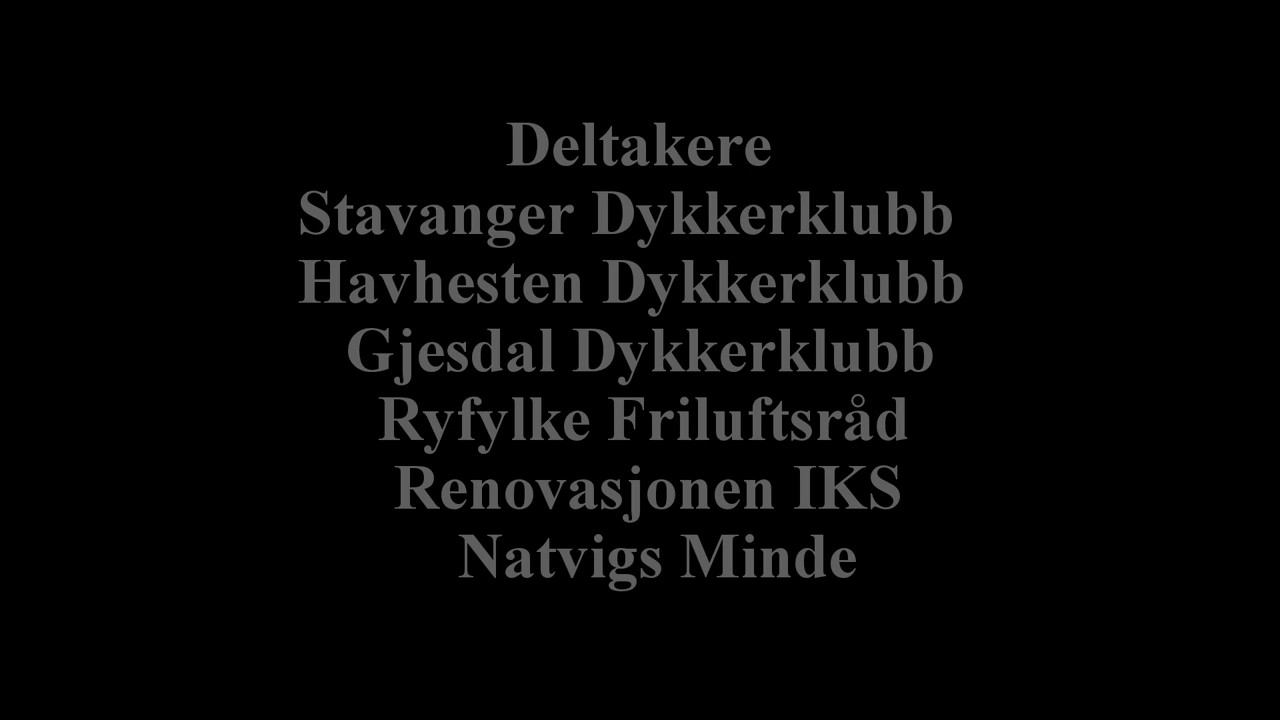 Deltakere
Stavanger Dykkerklubb
Havhesten Dykkerklubb
Gjesdal Dykkerklubb
Ryfylke Friluftsråd
Renovasjonen IKS
Natvigs Minde